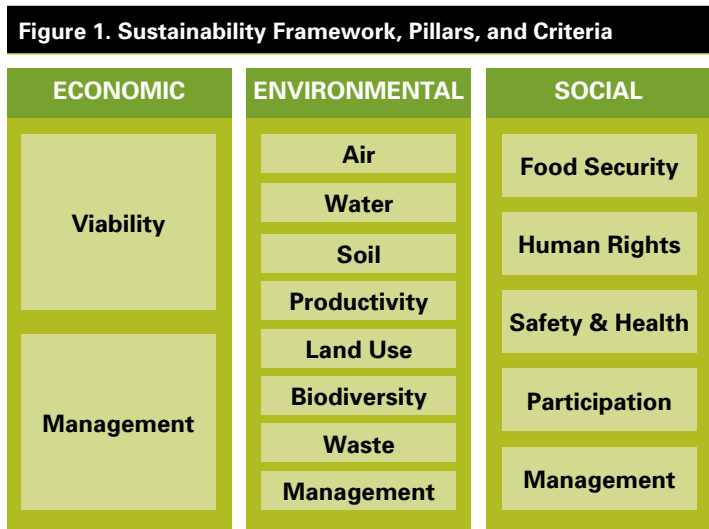 Figure 1. Sustainability Framework, Pillars, and Criteria
ECONOMIC
Viability
Management
ENVIRONMENTAL
Air
Water
Soil
Productivity
Land Use
Biodiversity
Waste
Management
SOCIAL
Food Security
Human Rights
Safety & Health
Participation
Management